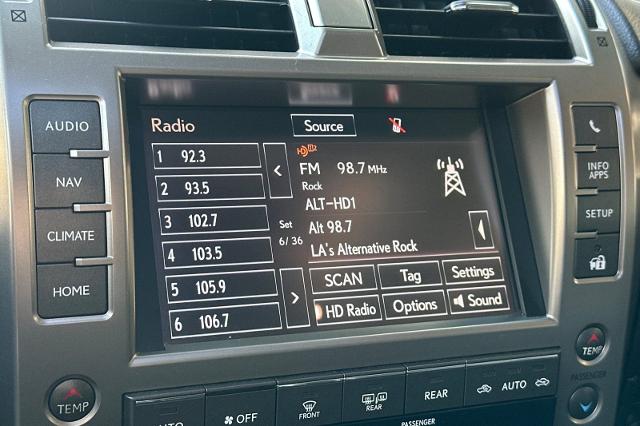 AUDIO
NAV
CLIMATE
HOME
Radio
Source
1 92.3
2 93.5
3 102.7
4 103.5
5 105.9
6 106.7
<
Set
6/36
>
HD
FM 98.7 MHz
Rock
ALT-HD1
Alt 98.7
LA's Alternative Rock
SCAN
Tag
Settings
HD Radio
Options
Sound
INFO
APPS
SETUP
TEMP
AUTO
OFF
FRONT
REAR
REAR
PASSENGER
AUTO
TEMP
PASSENGER